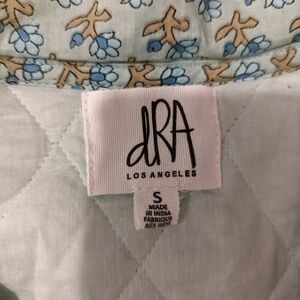 dRA
LOS ANGELES
S
MADE
IN INDIA
FABRIQUE